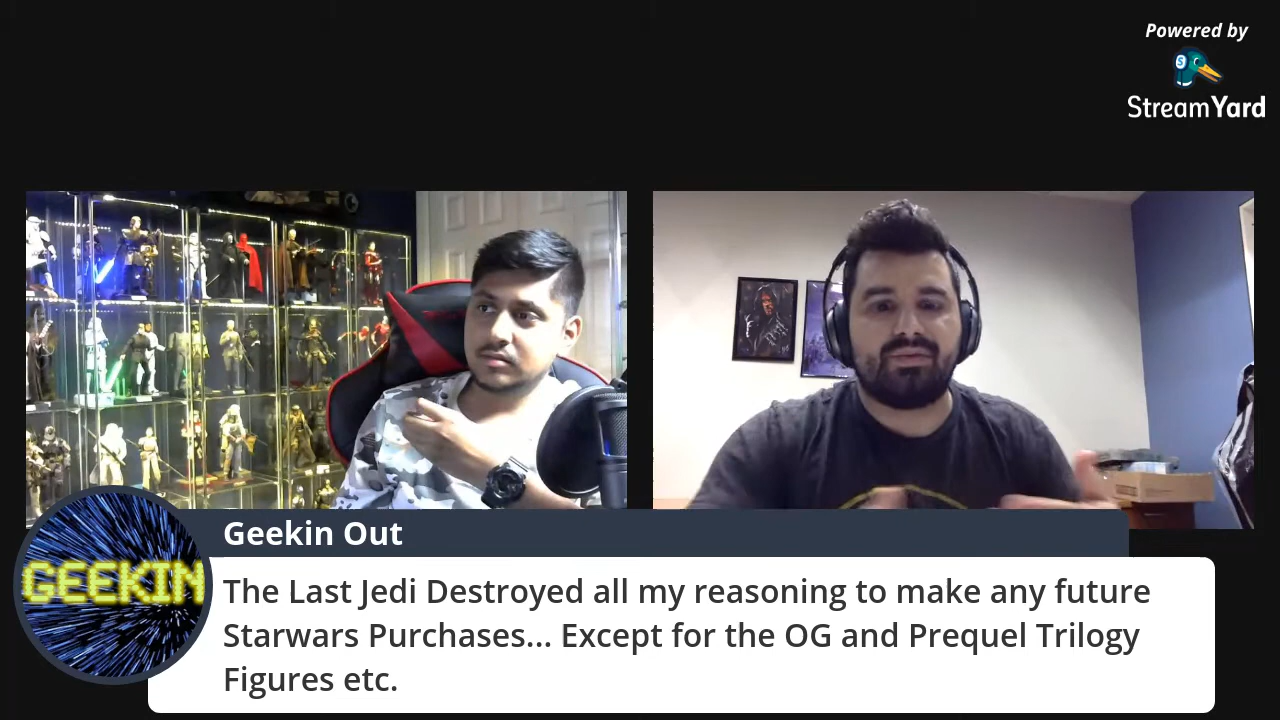 Powered by
StreamYard
Geekin Out
GEEKIN
The Last Jedi Destroyed all my reasoning to make any future
Starwars Purchases... Except for the OG and Prequel Trilogy
Figures etc.